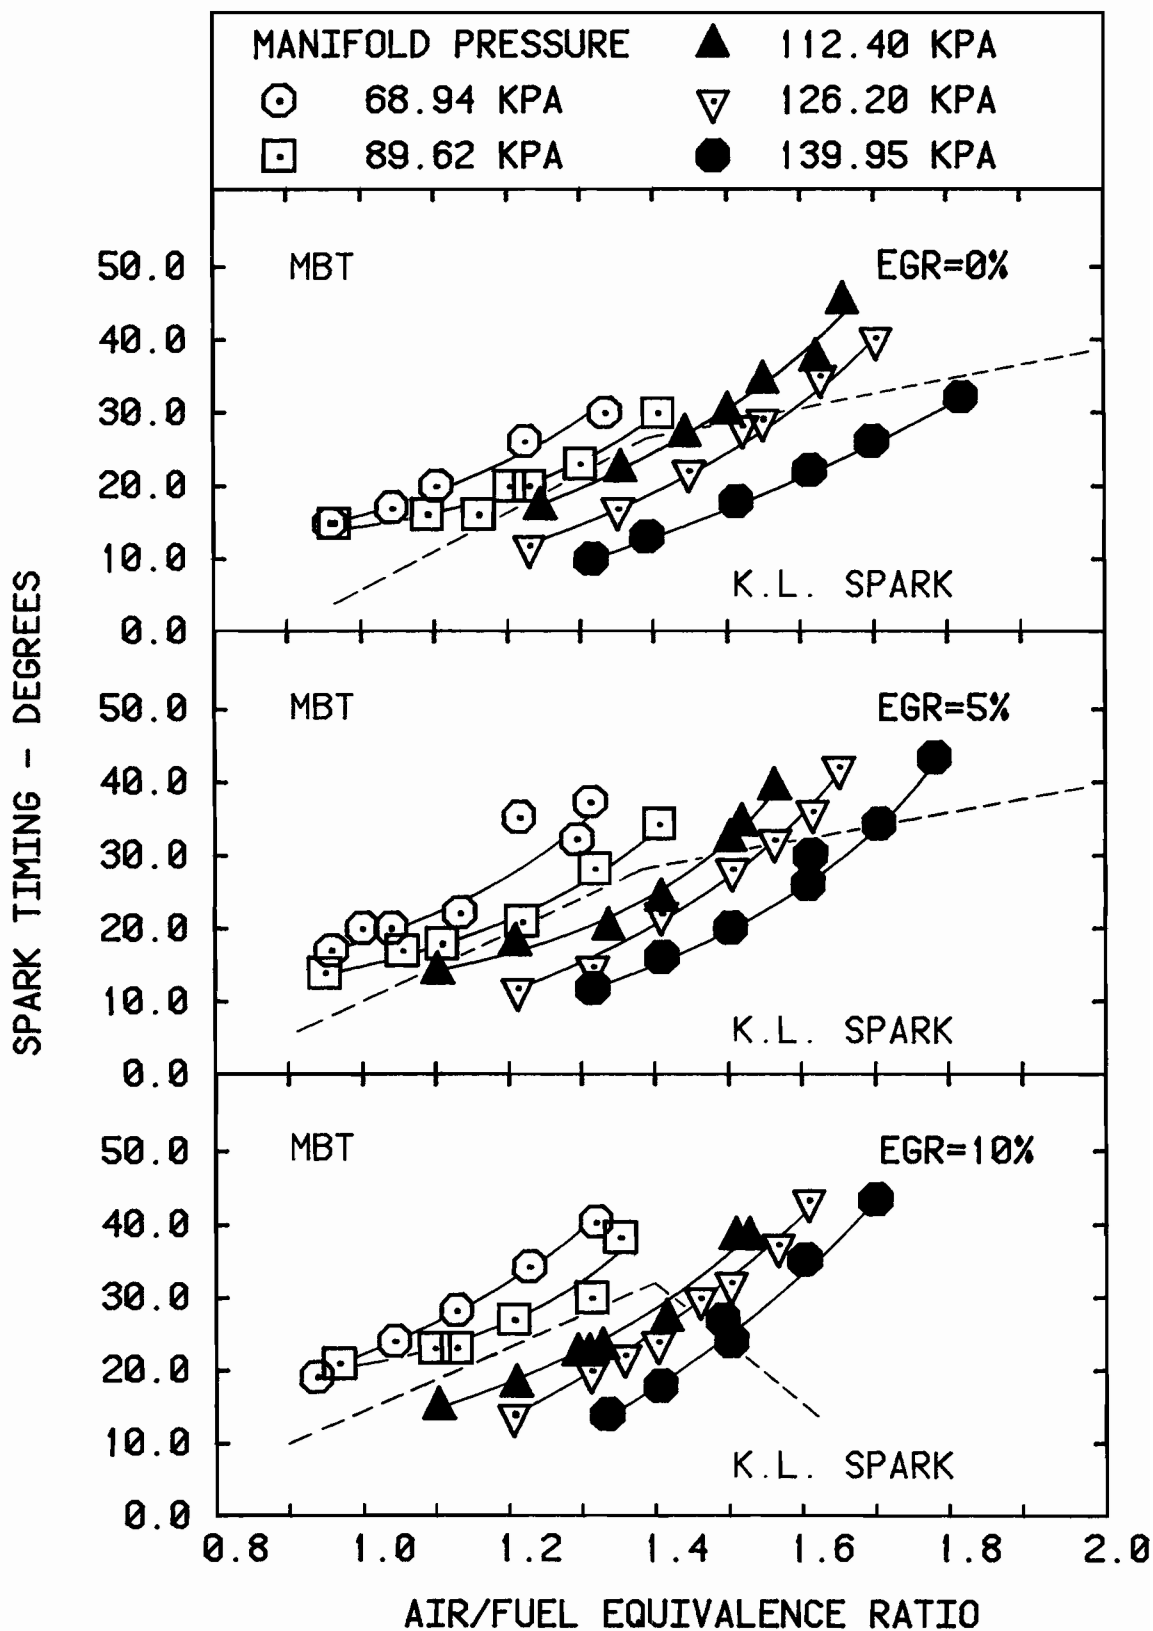 MANIFOLD PRESSURE
68.94 KPA
89.62 KPA
112.40 KPA
126.20 KPA
139.95 KPA
50.0
40.0
30.0
20.0
10.0
0.0
MBT
EGR=0%
K.L. SPARK
50.0
40.0
30.0
20.0
10.0
0.0
MBT
EGR=5%
K.L. SPARK
50.0
40.0
30.0
20.0
10.0
0.0
MBT
EGR=10%
K.L. SPARK
SPARK TIMING - DEGREES
0.8 1.0 1.2 1.4 1.6 1.8 2.0
AIR/FUEL EQUIVALENCE RATIO